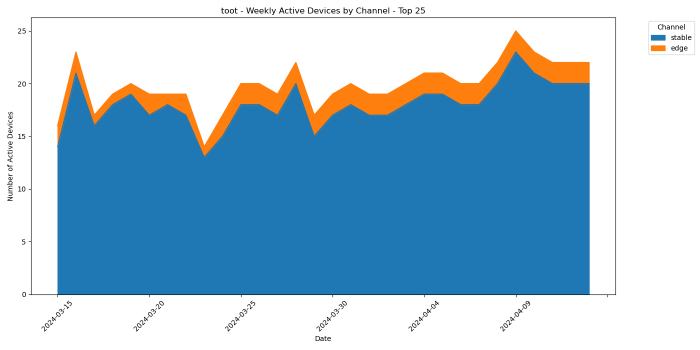 toot - Weekly Active Devices by Channel - Top 25
Channel
stable
edge
Number of Active Devices
25
20
15
10
5
0
2024-03-15
2024-03-20
2024-03-25
2024-03-30
2024-04-04
2024-04-09
Date